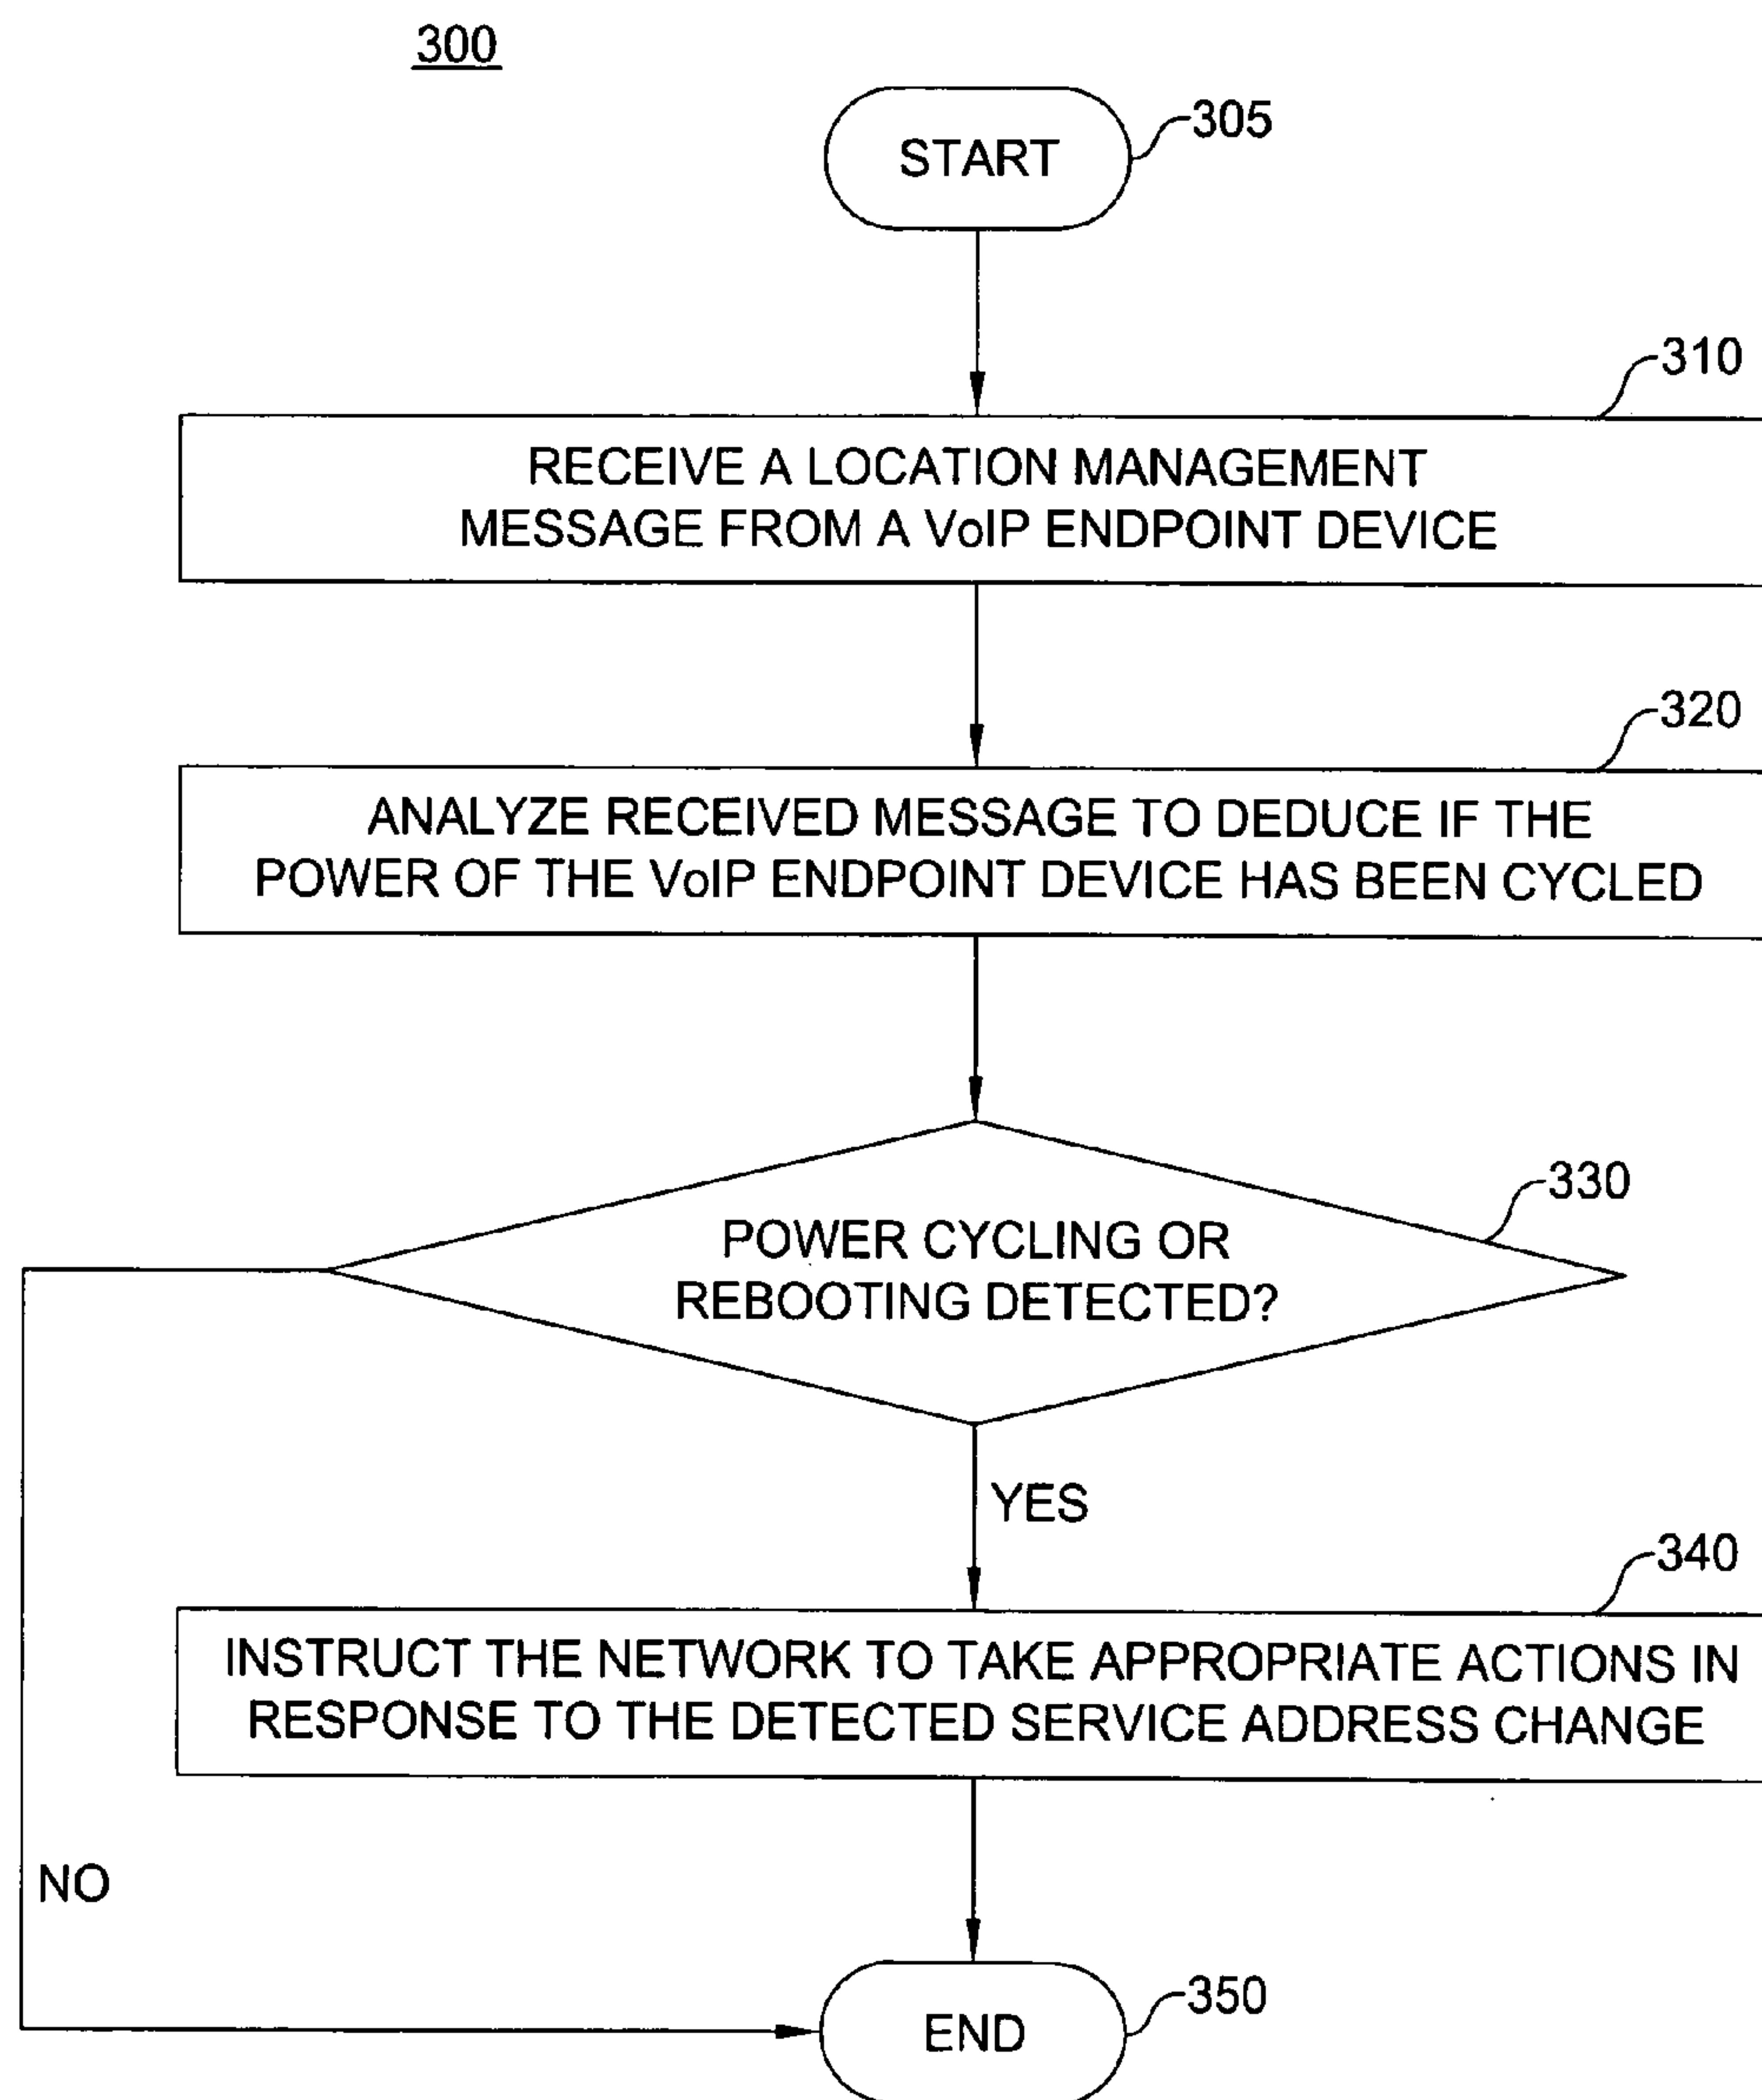 300
START
305
310
RECEIVE A LOCATION MANAGEMENT
MESSAGE FROM A VoIP ENDPOINT DEVICE
320
ANALYZE RECEIVED MESSAGE TO DEDUCE IF THE
POWER OF THE VoIP ENDPOINT DEVICE HAS BEEN CYCLED
330
POWER CYCLING OR
REBOOTING DETECTED?
YES
340
INSTRUCT THE NETWORK TO TAKE APPROPRIATE ACTIONS IN
RESPONSE TO THE DETECTED SERVICE ADDRESS CHANGE
NO
350
END